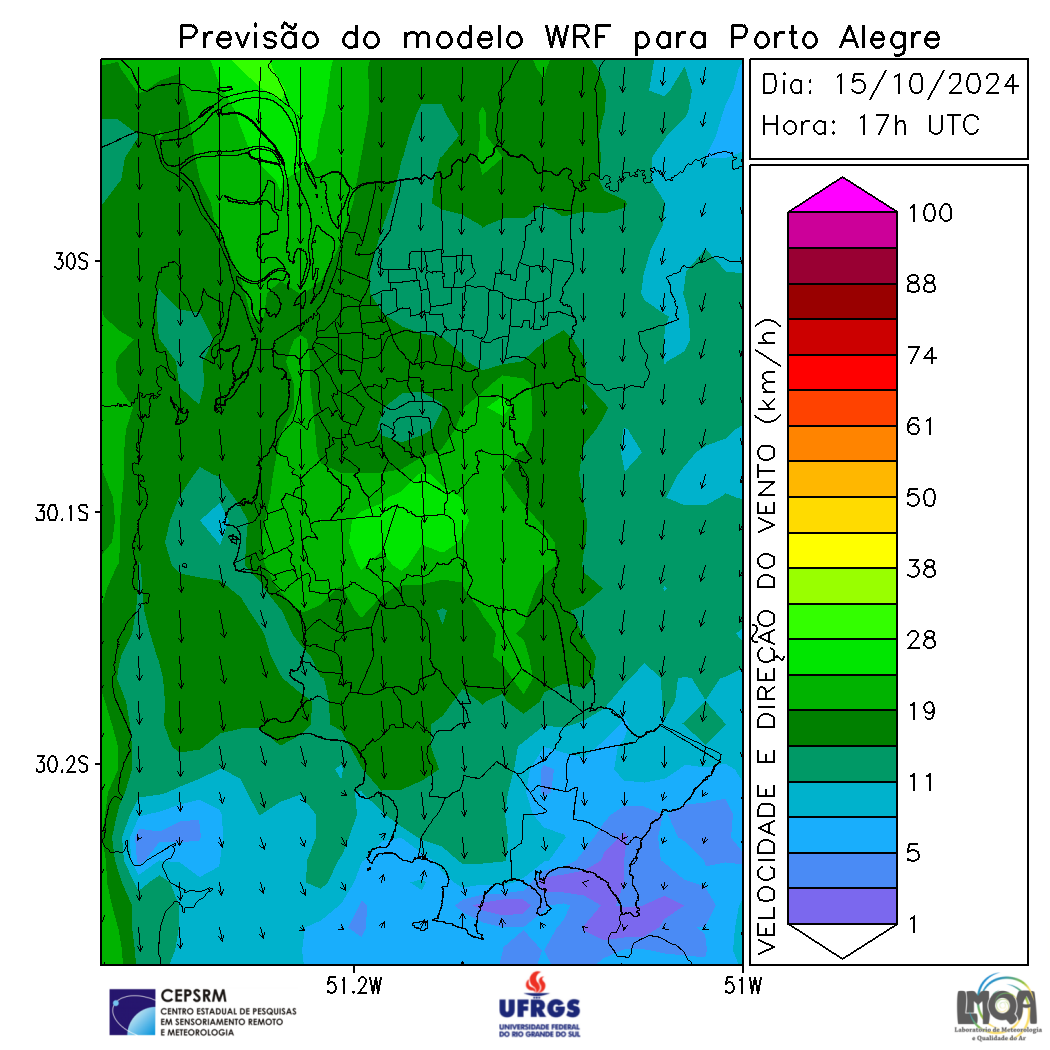 Previsão do modelo WRF para Porto Alegre
Dia: 15/10/2024
Hora: 17h UTC
30S
30.1S
30.2S
51.2W
51W
VELOCIDADE E DIREÇÃO DO VENTO (km/h)
100
88
74
61
50
38
28
19
11
5
1
CEPSRM
CENTRO ESTADUAL DE PESQUISAS
EM SENSORIAMENTO REMOTO
E METEOROLOGIA
UFRGS
UNIVERSIDADE FEDERAL
DO RIO GRANDE DO SUL
LMQA
Laboratório de Meteorologia
e Qualidade do Ar